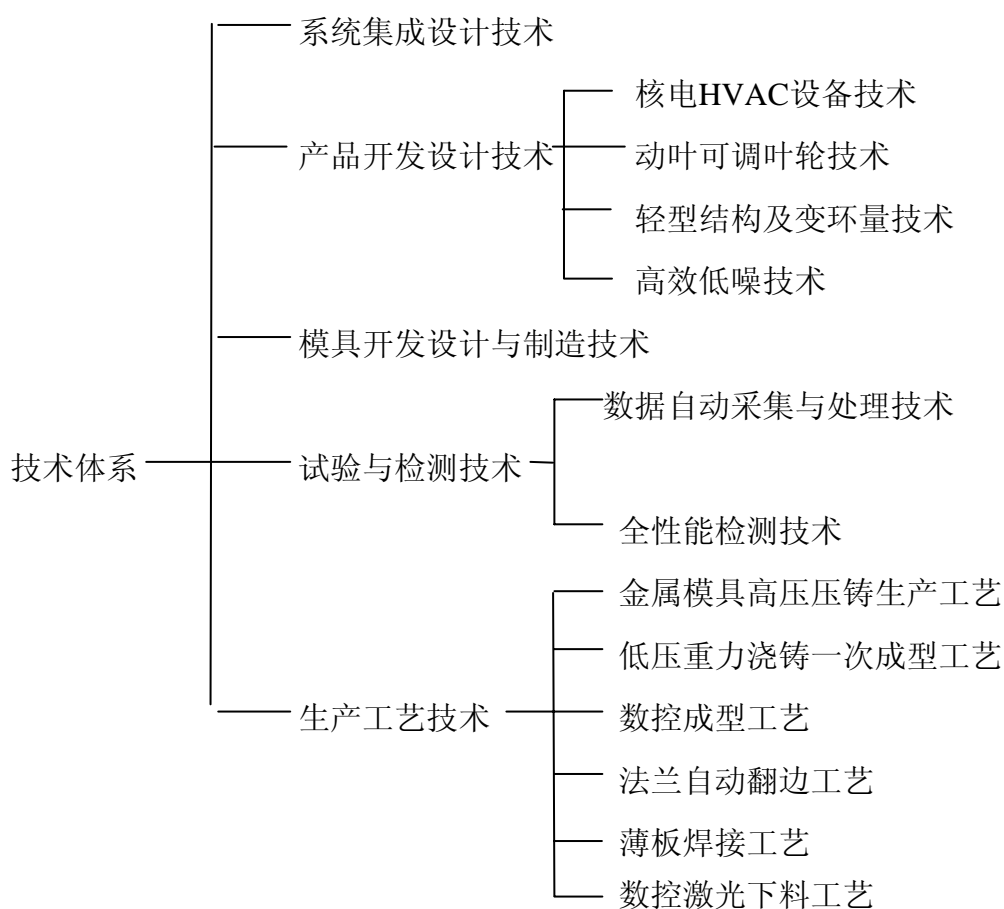 系统集成设计技术
核电HVAC设备技术
产品开发设计技术
动叶可调叶轮技术
轻型结构及变环量技术
高效低噪技术
模具开发设计与制造技术
数据自动采集与处理技术
技术体系
试验与检测技术
全性能检测技术
金属模具高压压铸生产工艺
低压重力浇铸一次成型工艺
生产工艺技术
数控成型工艺
法兰自动翻边工艺
薄板焊接工艺
数控激光下料工艺